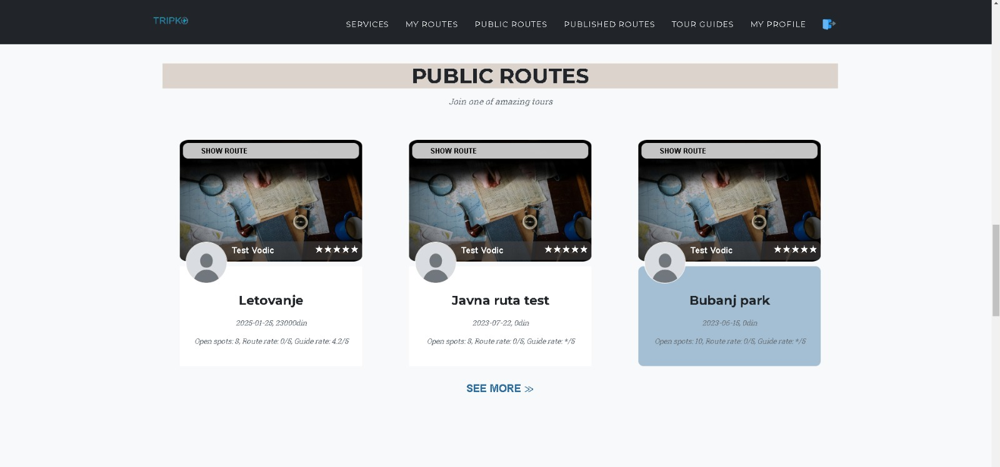 TRIPKO
SERVICES
MY ROUTES
PUBLIC ROUTES
PUBLISHED ROUTES
TOUR GUIDES
MY PROFILE
PUBLIC ROUTES
Join one of amazing tours
SHOW ROUTE
Test Vodic ★★★★★
Letovanje
2025-01-25, 23000din
Open spots: 8, Route rate: 0/5, Guide rate: 4.2/5
SHOW ROUTE
Test Vodic ★★★★★
Javna ruta test
2023-07-22, 0din
Open spots: 8, Route rate: 0/5, Guide rate: */5
SHOW ROUTE
Test Vodic ★★★★★
Bubanj park
2023-06-15, 0din
Open spots: 10, Route rate: 0/5, Guide rate: */5
SEE MORE ≫